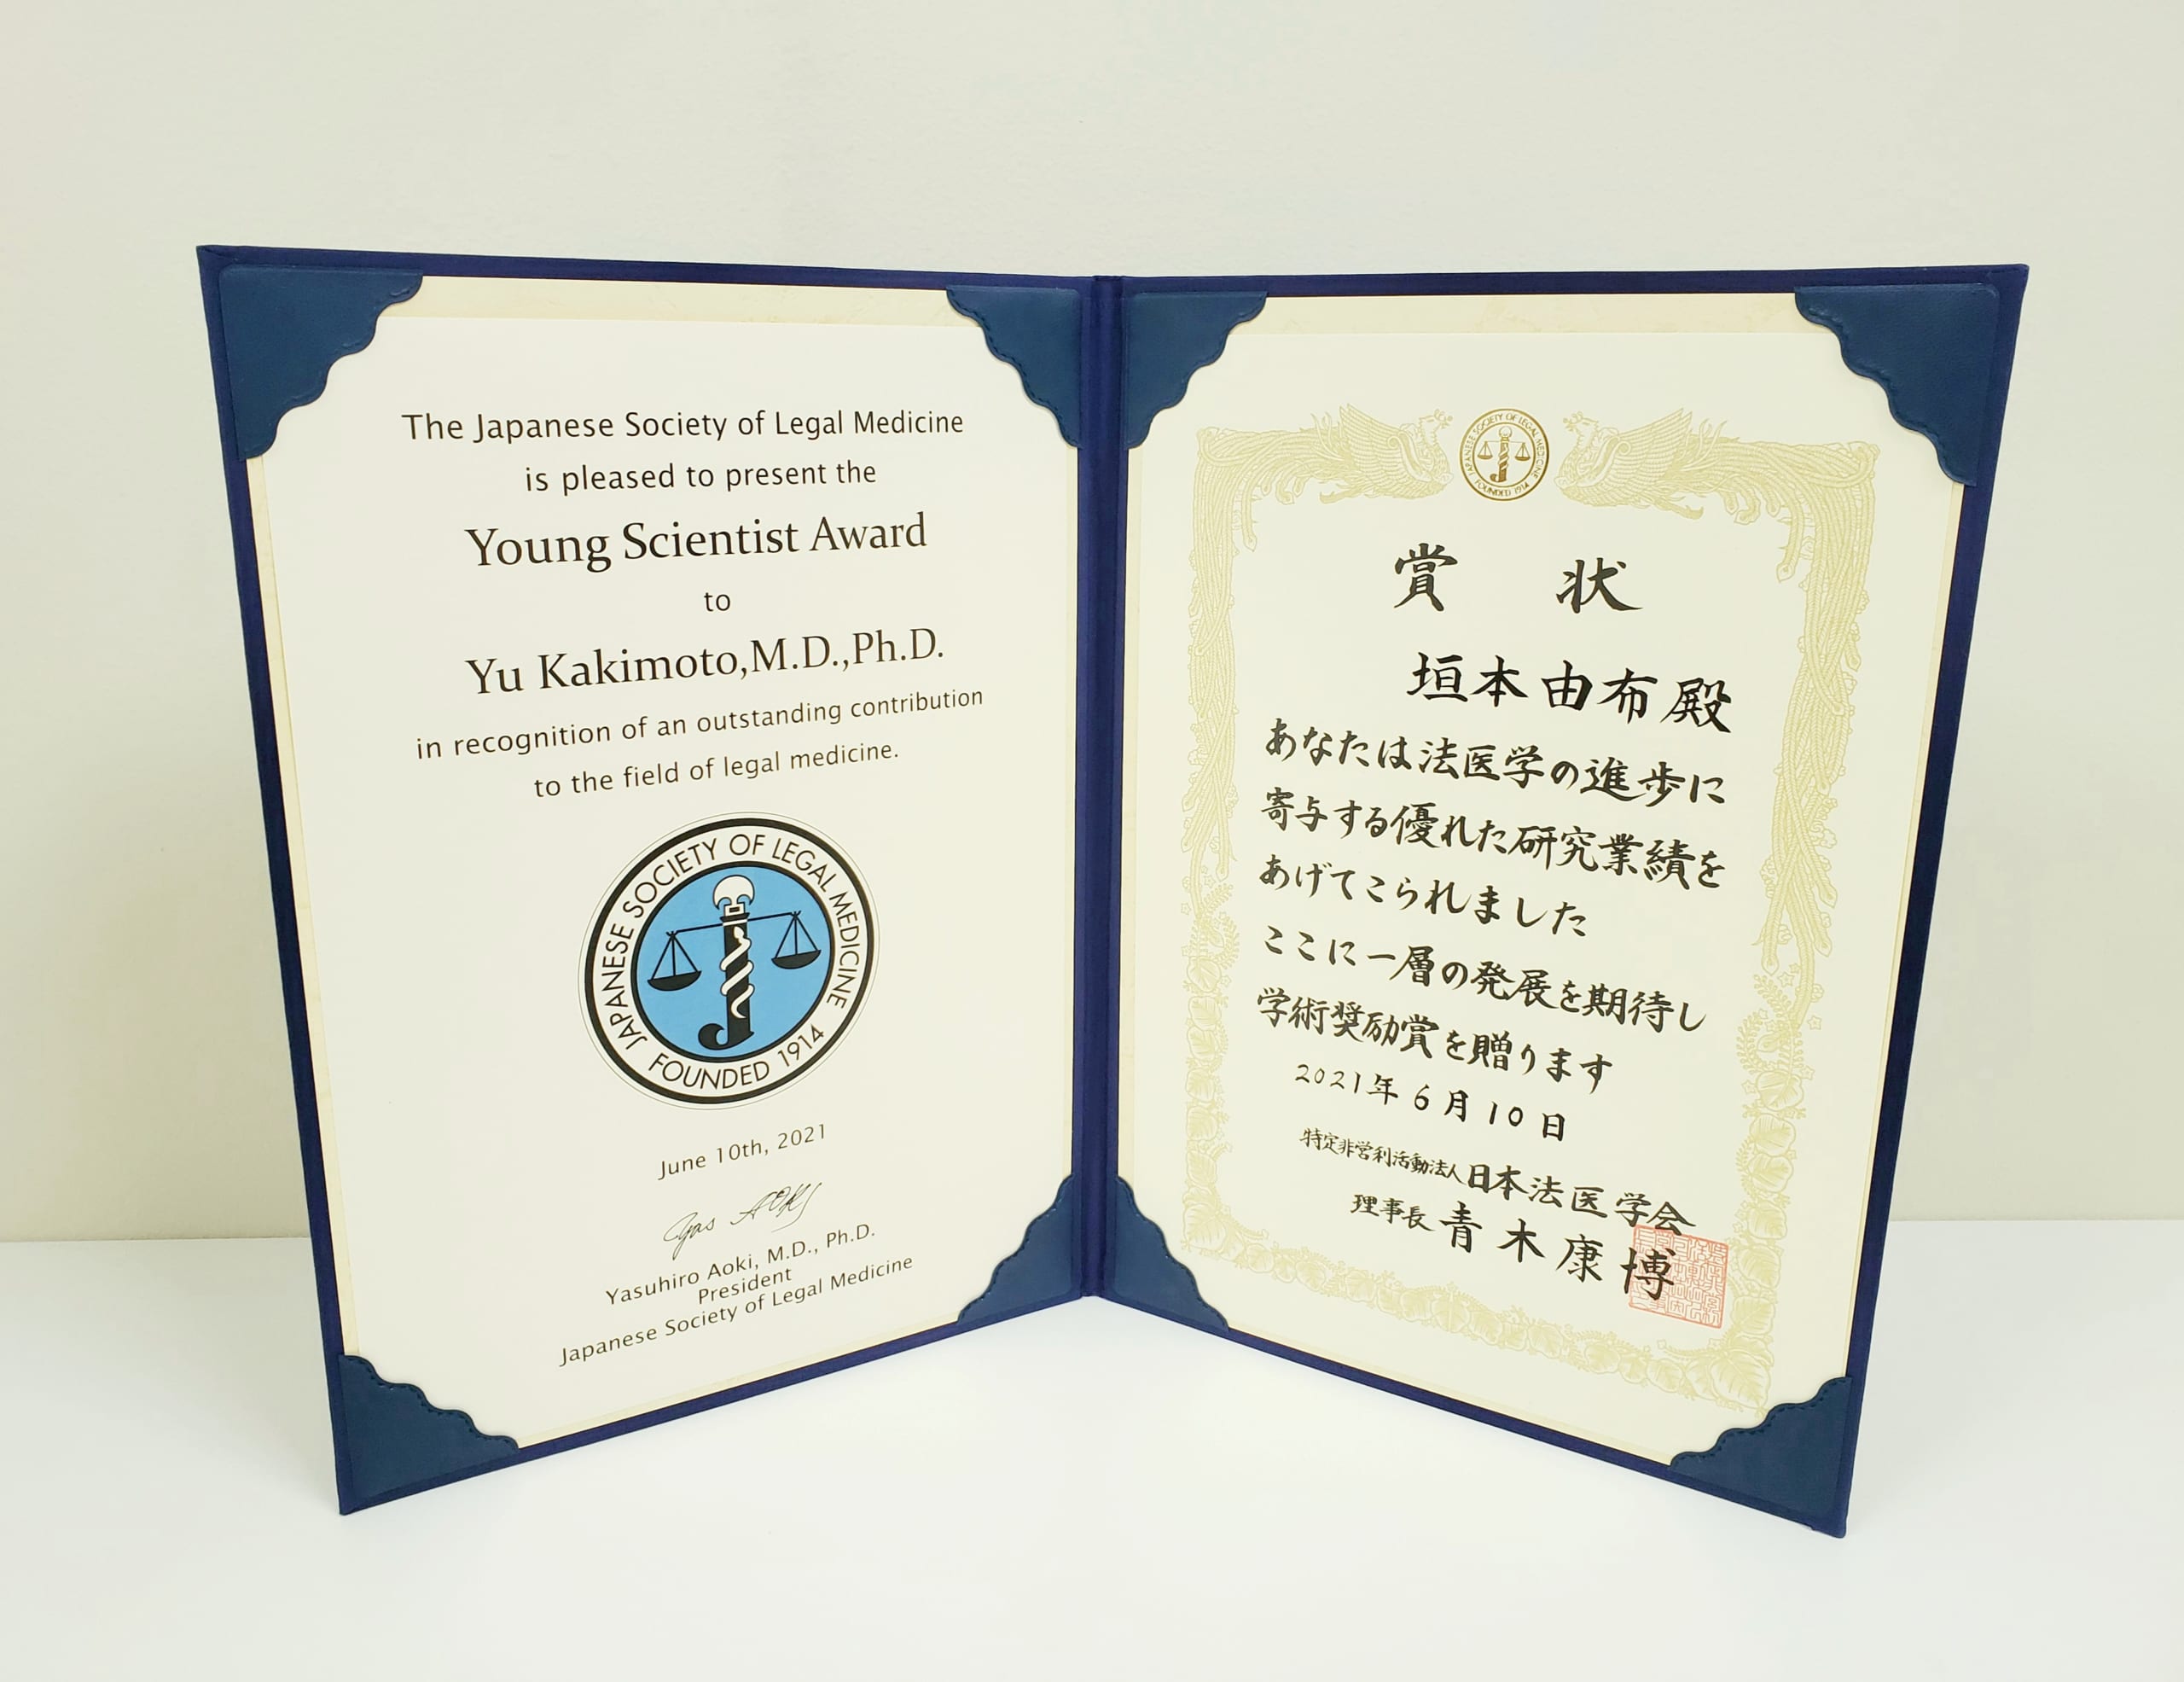 The Japanese Society of Legal Medicine
is pleased to present the
Young Scientist Award
to
Yu Kakimoto,M.D.,Ph.D.
in recognition of an outstanding contribution
to the field of legal medicine.
JAPANESE SOCIETY OF LEGAL MEDICINE
FOUNDED 1914
June 10th, 2021
Yasuhiro Aoki, M.D., Ph.D.
President
Japanese Society of Legal Medicine
JAPANESE SOCIETY OF LEGAL MEDICINE
FOUNDED 1914
賞 状
垣本由布殿
あなたは法医学の進歩に
寄与する優れた研究業績を
あげてこられました
ここに一層の発展を期待し
学術奨励賞を贈ります
2021年6月10日
特定非営利活動法人日本法医学会
理事長 青木康博